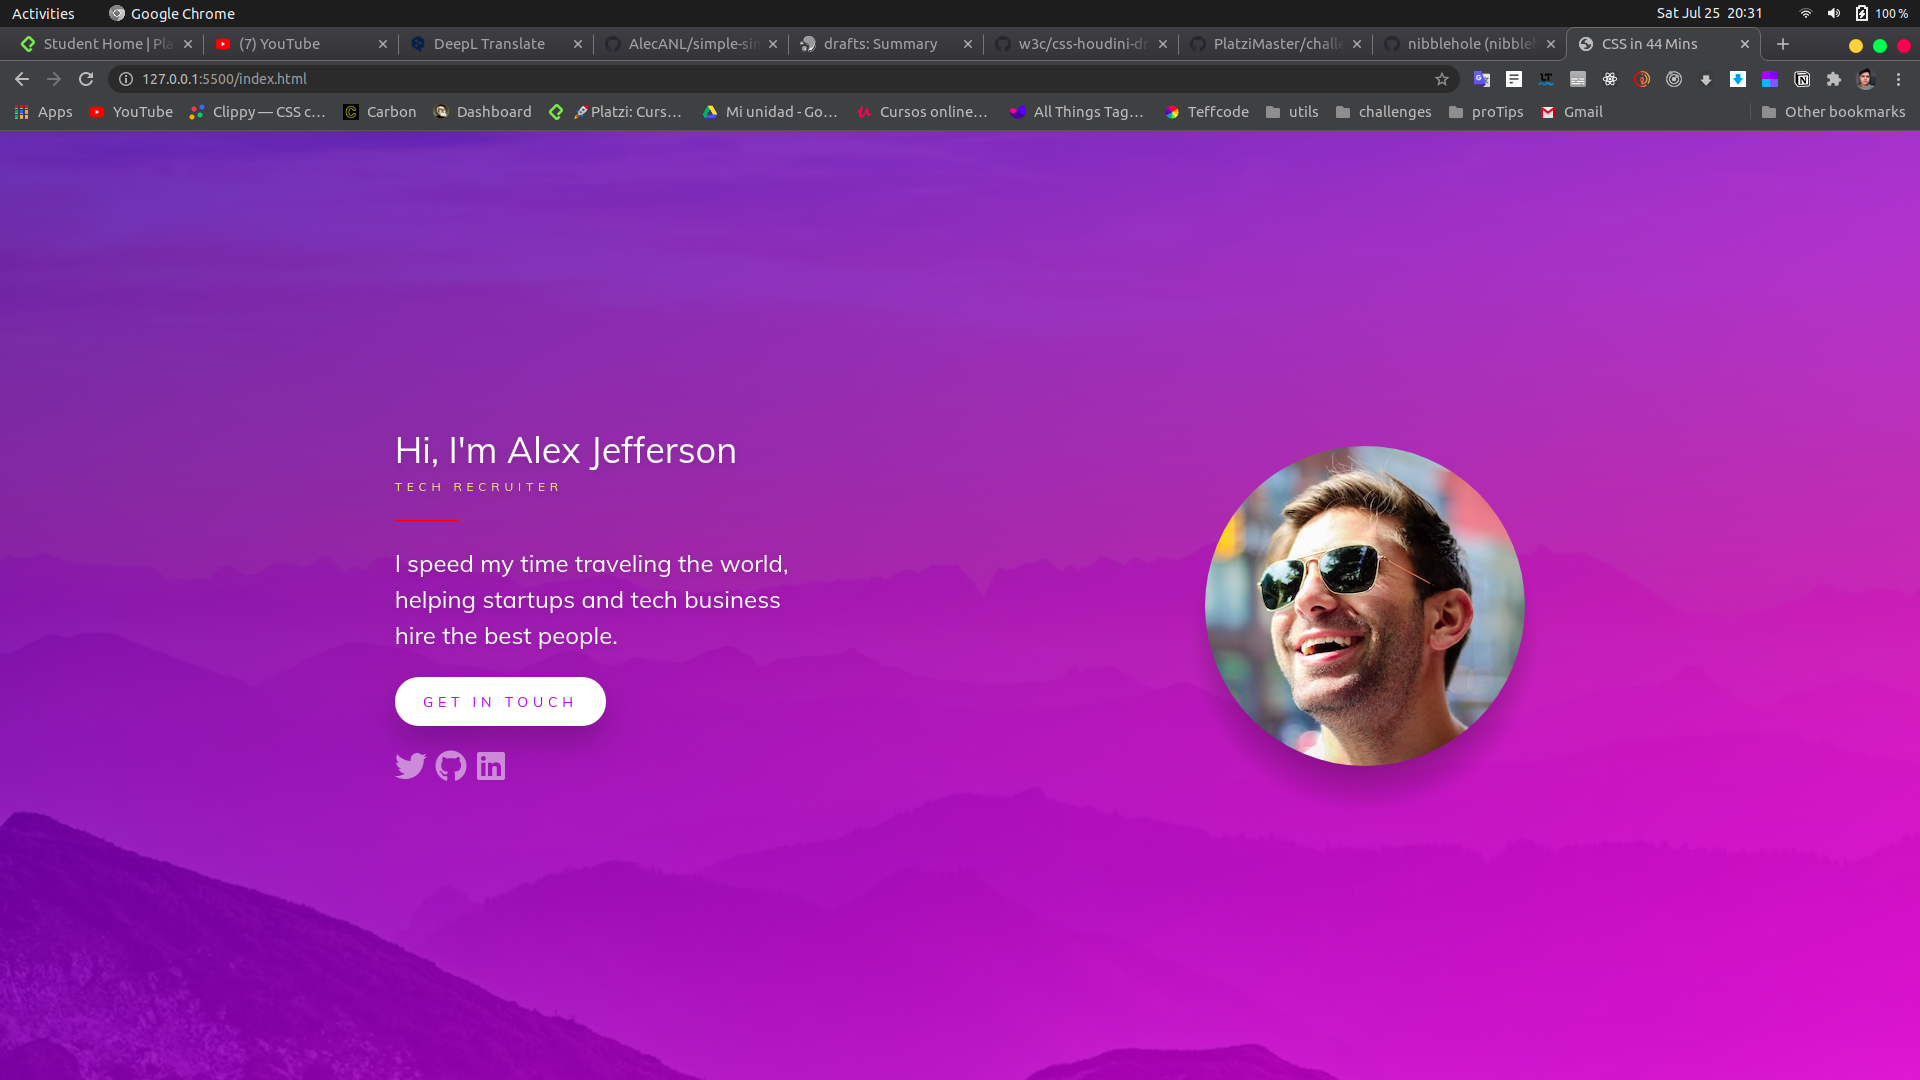 Activities
Google Chrome
Sat Jul 25 20:31
100 %
Student Home | Pla
(7) YouTube
DeepL Translate
AlecANL/simple-sin
drafts: Summary
w3c/css-houdini-dr
PlatziMaster/challe
nibblehole (nibbleh
CSS in 44 Mins
127.0.0.1:5500/index.html
Apps
YouTube
Clippy — CSS c...
Carbon
Dashboard
Platzi: Curs...
Mi unidad - Go...
Cursos online...
All Things Tag...
Teffcode
utils
challenges
proTips
Gmail
Other bookmarks
Hi, I'm Alex Jefferson
TECH RECRUITER
I speed my time traveling the world,
helping startups and tech business
hire the best people.
GET IN TOUCH